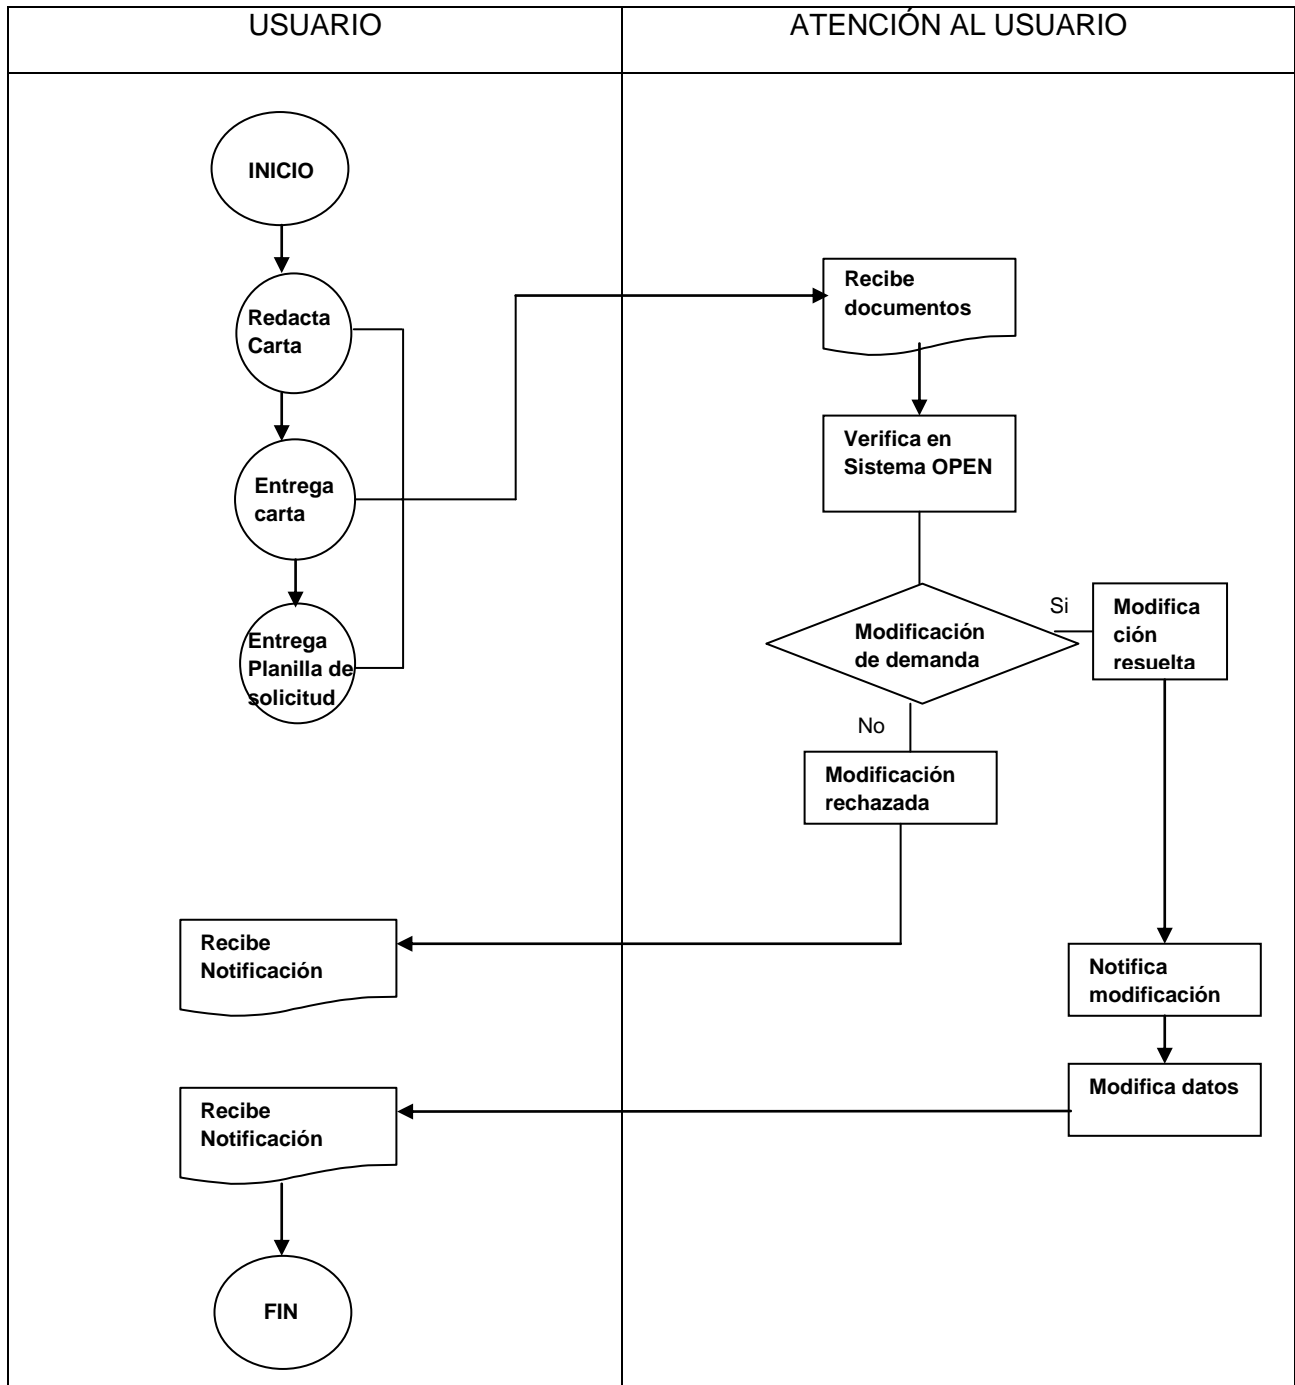 USUARIO
ATENCIÓN AL USUARIO
INICIO
Redacta
Carta
Entrega
carta
Entrega
Planilla de
solicitud
Recibe
documentos
Verifica en
Sistema OPEN
Modificación
de demanda
Si
Modifica
ción
resuelta
No
Modificación
rechazada
Recibe
Notificación
Notifica
modificación
Modifica datos
Recibe
Notificación
FIN